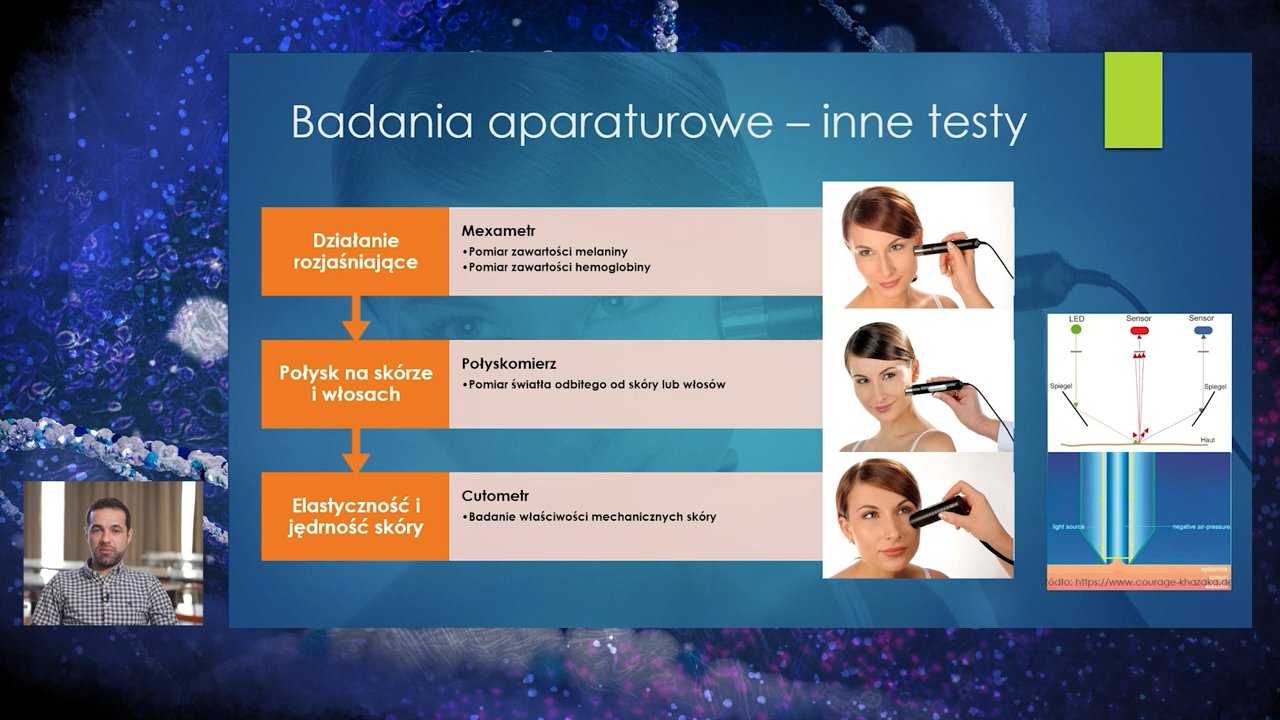 Badania aparaturowe – inne testy
Działanie
rozjaśniające
Mexametr
•Pomiar zawartości melaniny
•Pomiar zawartości hemoglobiny
Połysk na skórze
i włosach
Połyskomierz
•Pomiar światła odbitego od skóry lub włosów
Elastyczność i
jędrność skóry
Cutometr
•Badanie właściwości mechanicznych skóry
LED Sensor Sensor
Spiegel Spiegel
Haut
light source negative air-pressure
epidermis
https://www.courage-khazaka.de